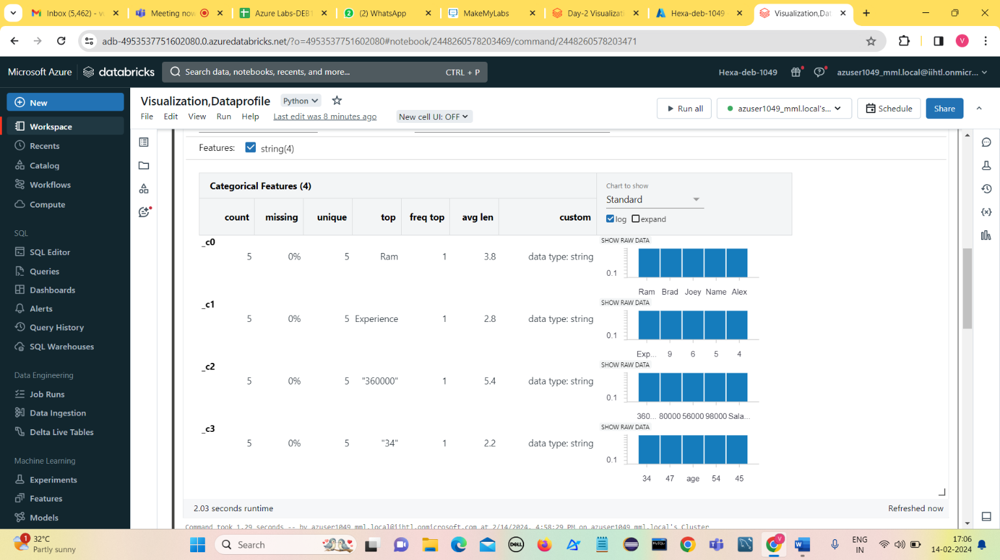 Inbox (5,462) - v
Meeting now
Azure Labs-DEB1
(2) WhatsApp
MakeMyLabs
Day-2 Visualizati
Hexa-deb-1049
Visualization,Dat
adb-4953537751602080.0.azuredatabricks.net/?o=4953537751602080#notebook/2448260578203469/command/2448260578203471
V
Microsoft Azure
databricks
Search data, notebooks, recents, and more...
CTRL + P
Hexa-deb-1049
azuser1049_mml.local@iihtl.onmicr...
New
Workspace
Recents
Catalog
Workflows
Compute
SQL
SQL Editor
Queries
Dashboards
Alerts
Query History
SQL Warehouses
Data Engineering
Job Runs
Data Ingestion
Delta Live Tables
Machine Learning
Experiments
Features
Models
Visualization,Dataprofile
Python
File Edit View Run Help Last edit was 8 minutes ago
New cell UI: OFF
Run all
azuser1049_mml.local's...
Schedule
Share
Features: string(4)
Categorical Features (4)
Chart to show
Standard
log expand
count missing unique top freq top avg len custom
_c0
5 0% 5 Ram 1 3.8 data type: string
SHOW RAW DATA
0.1
Ram Brad Joey Name Alex
_c1
5 0% 5 Experience 1 2.8 data type: string
SHOW RAW DATA
0.1
Exp... 9 6 5 4
_c2
5 0% 5 "360000" 1 5.4 data type: string
SHOW RAW DATA
0.1
360... 80000 56000 98000 Sala...
_c3
5 0% 5 "34" 1 2.2 data type: string
SHOW RAW DATA
0.1
34 47 age 54 45
2.03 seconds runtime
Refreshed now
Command took 1.29 seconds -- by azuser1049_mml.local@iihtl.onmicrosoft.com at 2/14/2024, 4:58:29 PM on azuser1049_mml.local's Cluster
1
32°C
Partly sunny
Search
DELL
MySQL
V
ENG
IN
17:06
14-02-2024